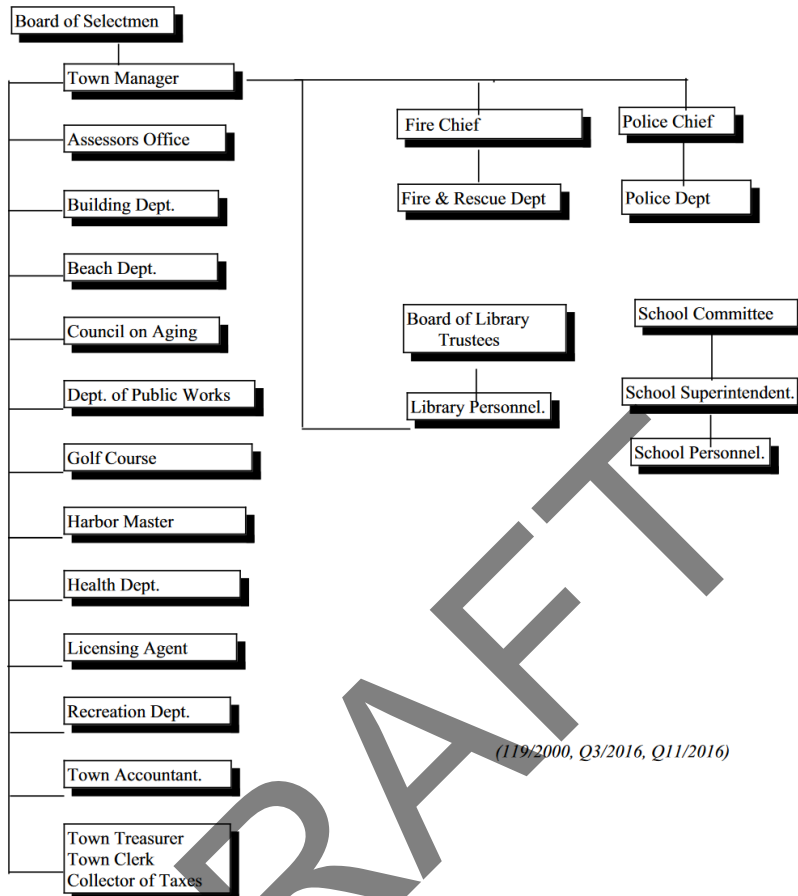 Board of Selectmen
Town Manager
Assessors Office
Building Dept.
Beach Dept.
Council on Aging
Dept. of Public Works
Golf Course
Harbor Master
Health Dept.
Licensing Agent
Recreation Dept.
Town Accountant.
Town Treasurer
Town Clerk
Collector of Taxes
Fire Chief
Fire & Rescue Dept
Police Chief
Police Dept
Board of Library
Trustees
Library Personnel.
School Committee
School Superintendent.
School Personnel.
(119/2000, Q3/2016, Q11/2016)
RAFT